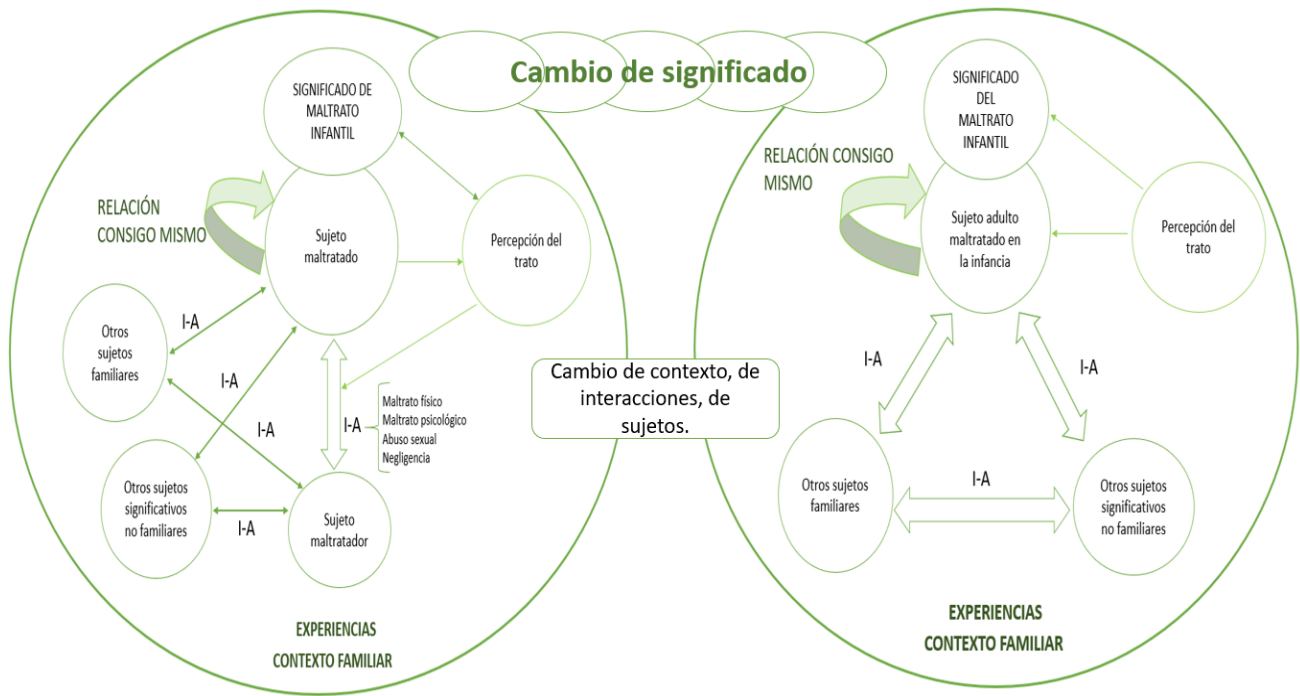 Cambio de significado
SIGNIFICADO DE
MALTRATO
INFANTIL
RELACIÓN
CONSIGO MISMO
Sujeto
maltratado
Percepción del
trato
Otros
sujetos
familiares
I-A
I-A
I-A
I-A
I-A
Maltrato físico
Maltrato psicológico
Abuso sexual
Negligencia
Otros sujetos
significativos
no familiares
Sujeto
maltratador
EXPERIENCIAS
CONTEXTO FAMILIAR
Cambio de contexto, de
interacciones, de
sujetos.
SIGNIFICADO
DEL
MALTRATO
INFANTIL
RELACIÓN CONSIGO
MISMO
Sujeto adulto
maltratado en
la infancia
Percepción del
trato
I-A
I-A
Otros sujetos
familiares
I-A
Otros sujetos
significativos
no familiares
EXPERIENCIAS
CONTEXTO FAMILIAR